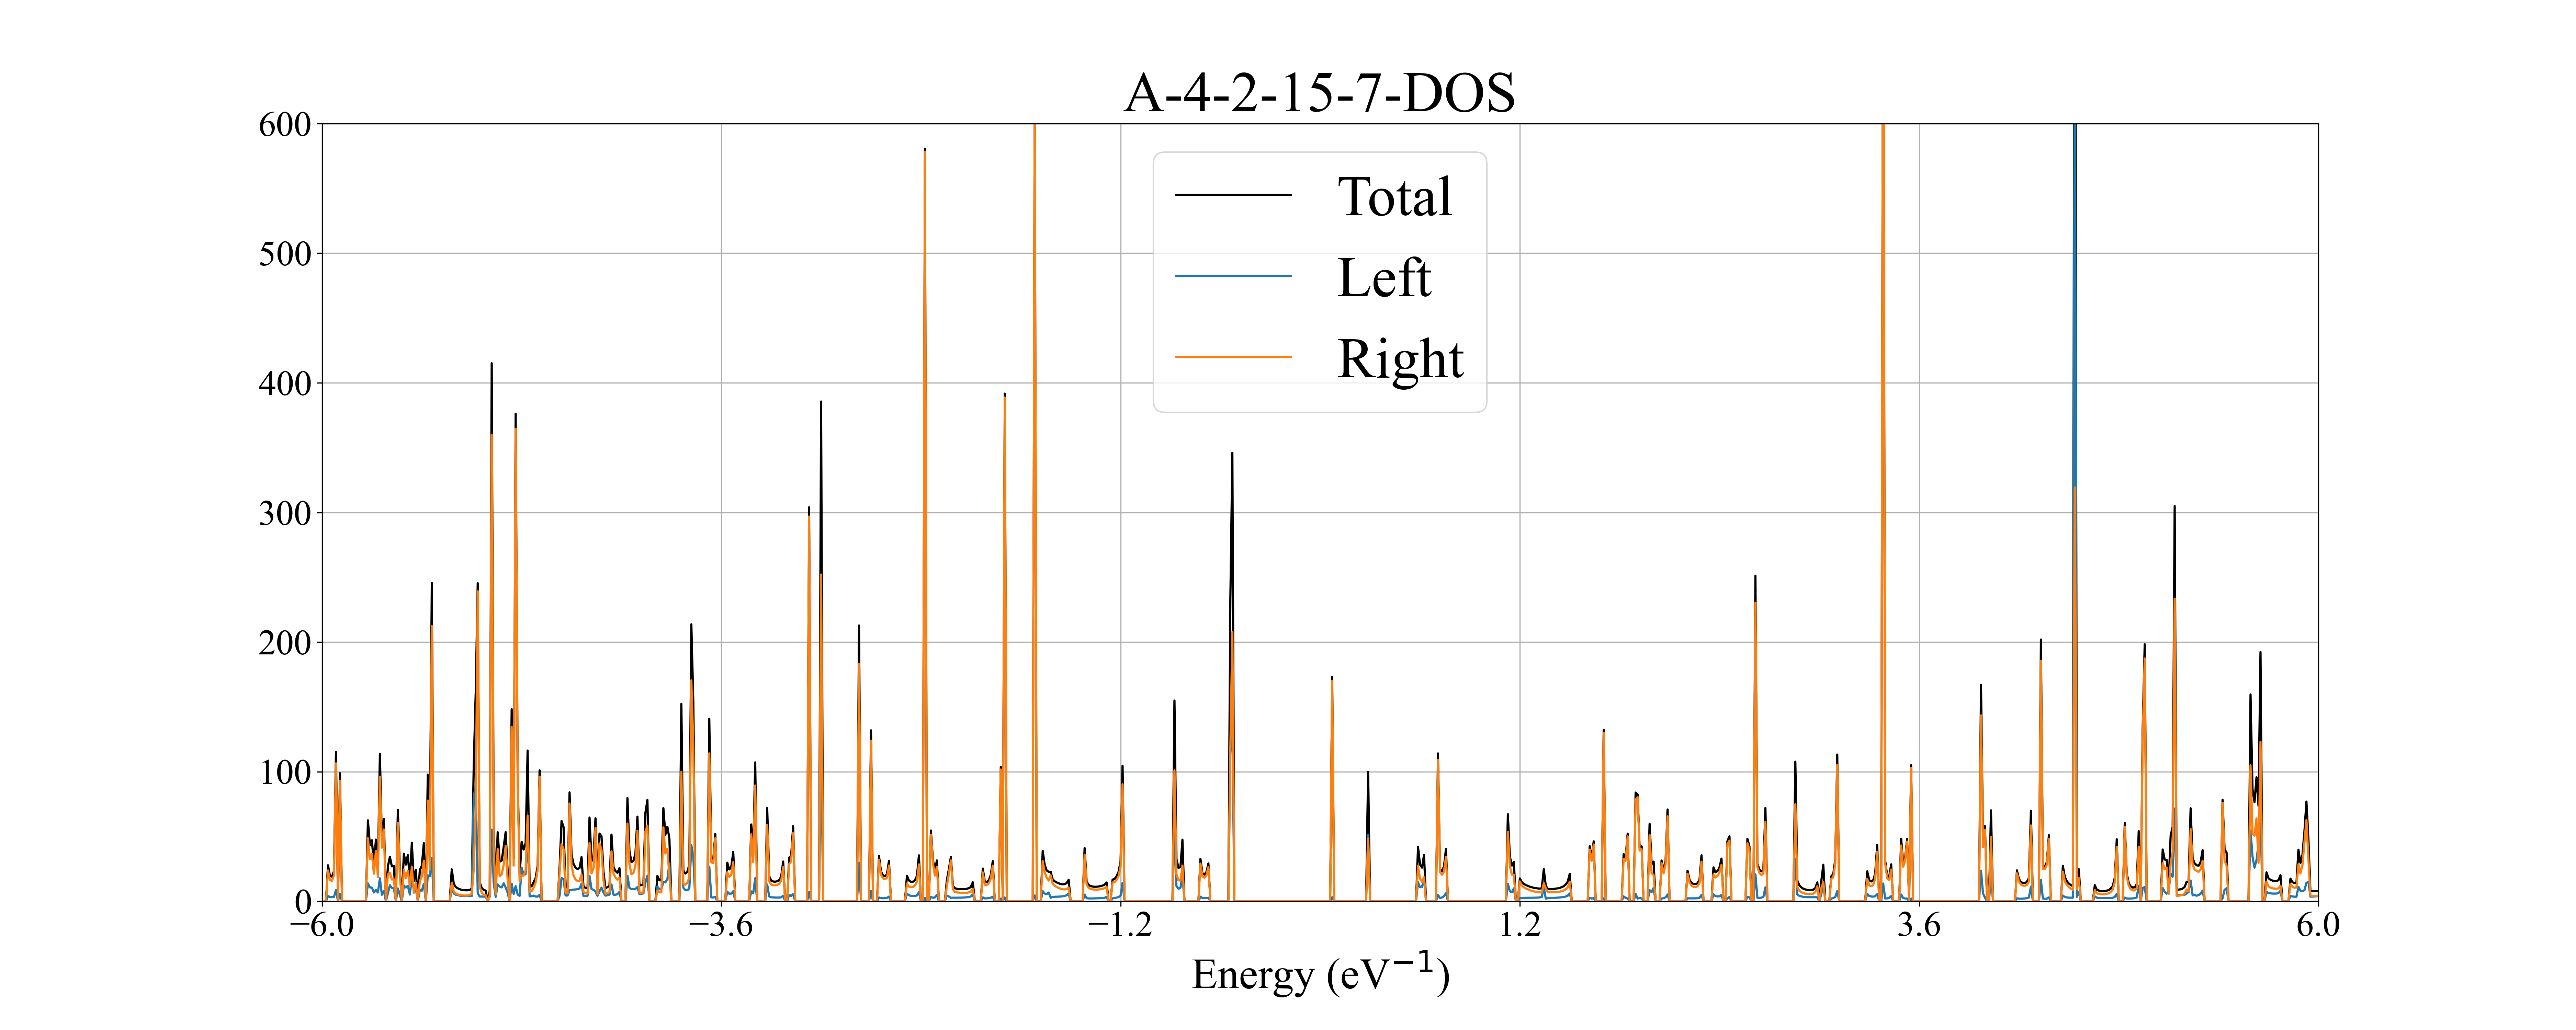 A-4-2-15-7-DOS
600
500
400
300
200
100
0
Total
Left
Right
−6.0 −3.6 −1.2 1.2 3.6 6.0
Energy (eV⁻¹)